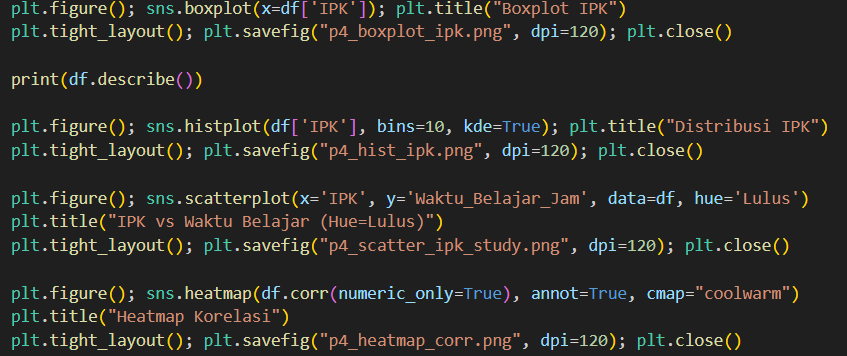 plt.figure(); sns.boxplot(x=df['IPK']); plt.title("Boxplot IPK")
plt.tight_layout(); plt.savefig("p4_boxplot_ipk.png", dpi=120); plt.close()
print(df.describe())
plt.figure(); sns.histplot(df['IPK'], bins=10, kde=True); plt.title("Distribusi IPK")
plt.tight_layout(); plt.savefig("p4_hist_ipk.png", dpi=120); plt.close()
plt.figure(); sns.scatterplot(x='IPK', y='Waktu_Belajar_Jam', data=df, hue='Lulus')
plt.title("IPK vs Waktu Belajar (Hue=Lulus)")
plt.tight_layout(); plt.savefig("p4_scatter_ipk_study.png", dpi=120); plt.close()
plt.figure(); sns.heatmap(df.corr(numeric_only=True), annot=True, cmap="coolwarm")
plt.title("Heatmap Korelasi")
plt.tight_layout(); plt.savefig("p4_heatmap_corr.png", dpi=120); plt.close()